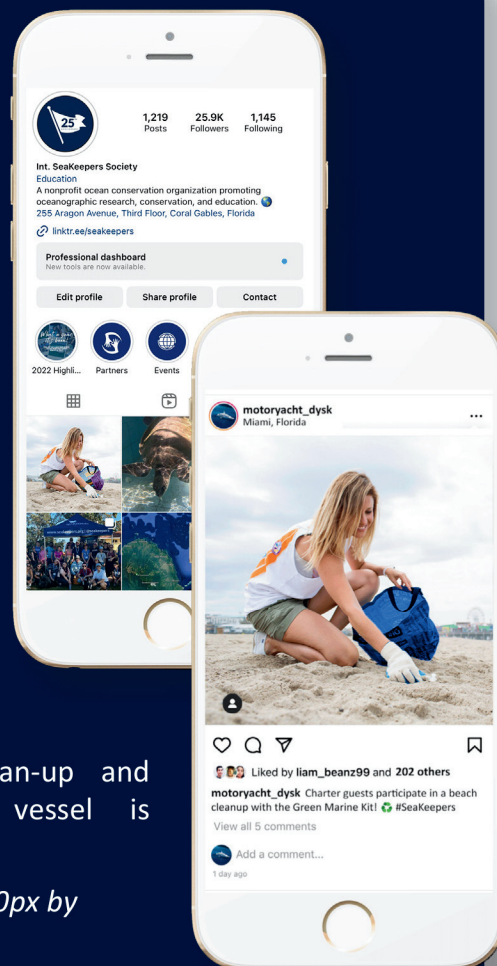 25
1,219 25.9K 1,145
Posts Followers Following
Int. SeaKeepers Society
Education
A nonprofit ocean conservation organization promoting
oceanographic research, conservation, and education.
255 Aragon Avenue, Third Floor, Coral Gables, Florida
linktr.ee/seakeepers
Professional dashboard
New tools are now available.
Edit profile Share profile Contact
2022 Highli... Partners Events
motoryacht_dysk
Miami, Florida
Liked by liam_beanz99 and 202 others
motoryacht_dysk Charter guests participate in a beach
cleanup with the Green Marine Kit! ♻️ #SeaKeepers
View all 5 comments
Add a comment...
1 day ago
an-up and
vessel is
0px by